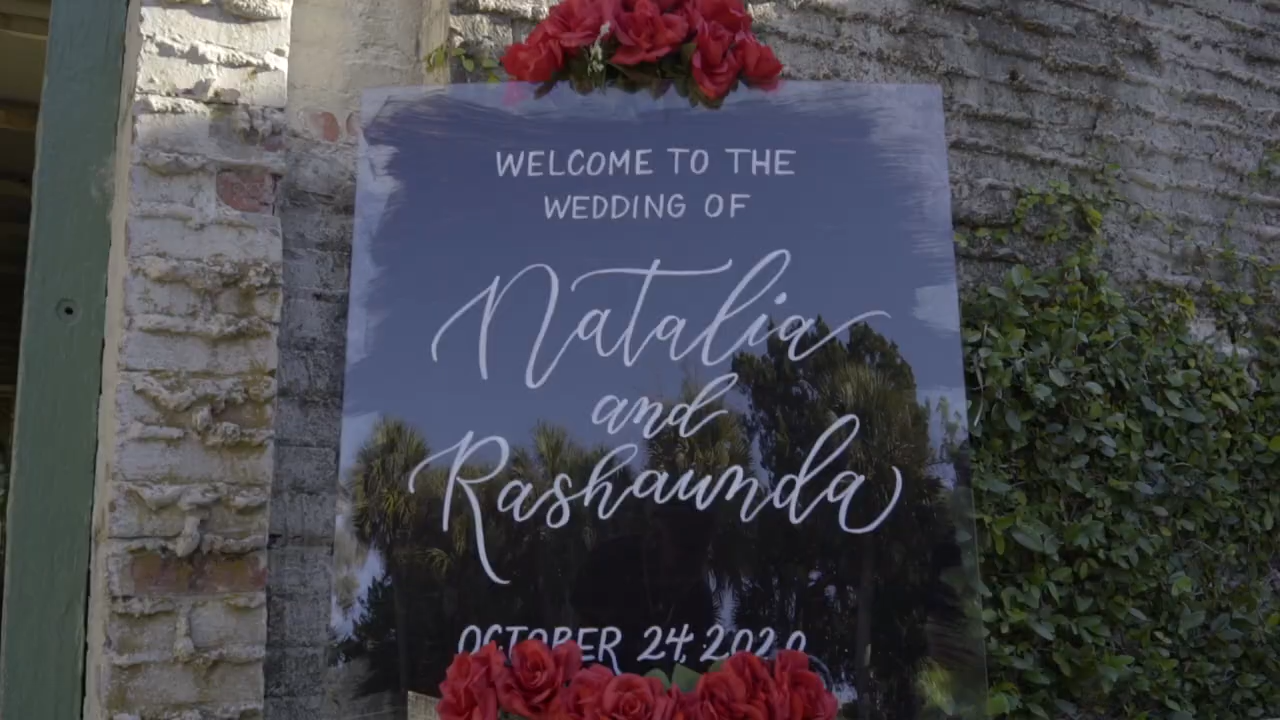 WELCOME TO THE
WEDDING OF
Natalia
and
Rashaunda
OCTOBER 24, 2020